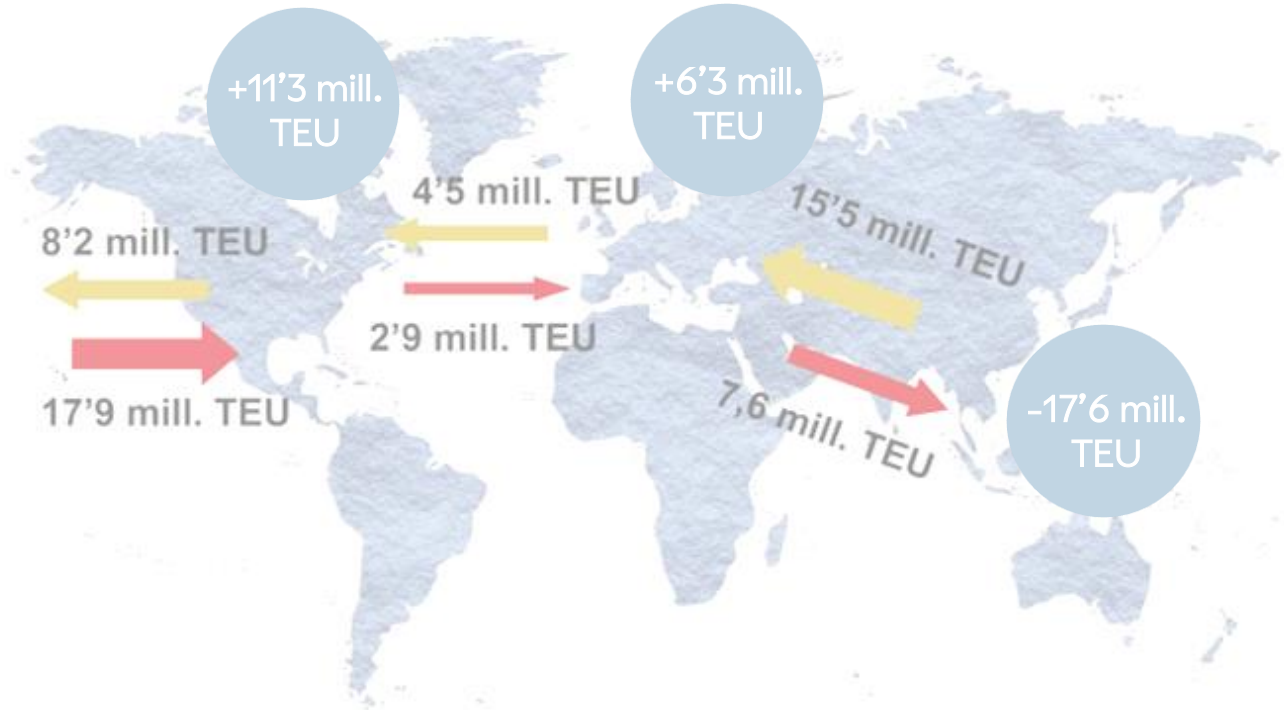 +11’3 mill.
TEU
+6’3 mill.
TEU
4’5 mill. TEU
15’5 mill. TEU
8’2 mill. TEU
2’9 mill. TEU
7,6 mill. TEU
17’9 mill. TEU
-17’6 mill.
TEU